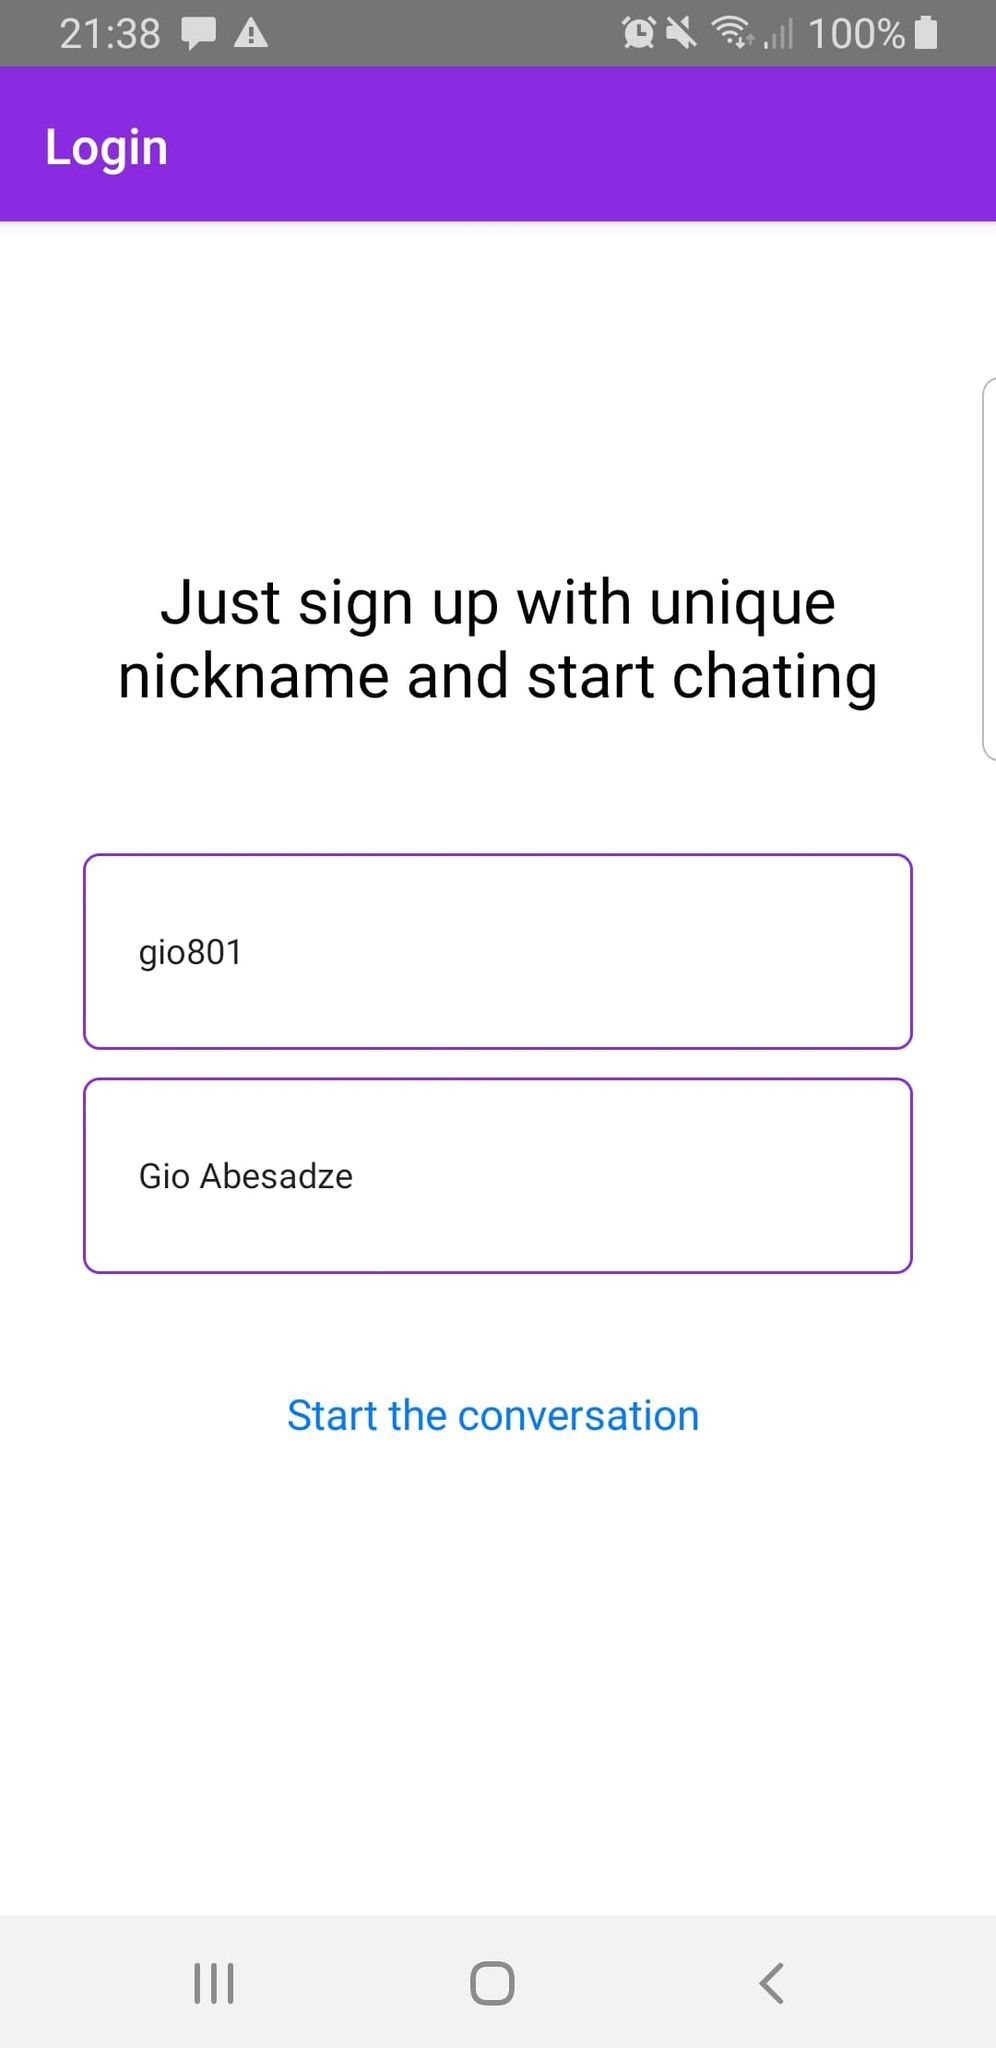 21:38 100%
Login
Just sign up with unique
nickname and start chating
gio801
Gio Abesadze
Start the conversation